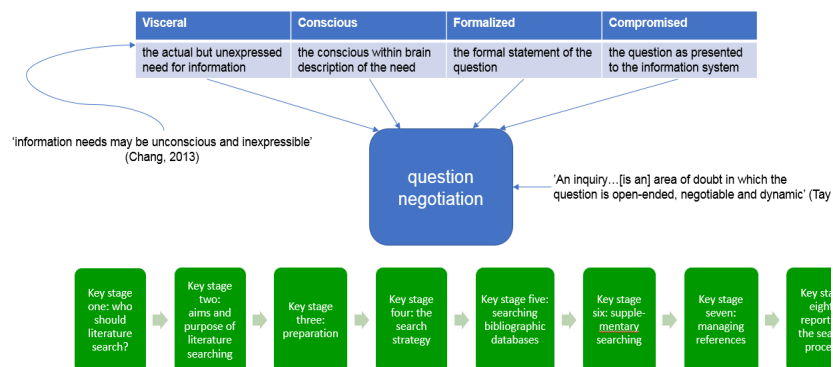 Visceral
Conscious
Formalized
Compromised
the actual but unexpressed
need for information
the conscious within brain
description of the need
the formal statement of the
question
the question as presented
to the information system
'information needs may be unconscious and inexpressible'
(Chang, 2013)
question
negotiation
'An inquiry…[is an] area of doubt in which the
question is open-ended, negotiable and dynamic' (Tay
Key stage
one: who
should
literature
search?
Key stage
two:
aims and
purpose of
literature
searching
Key stage
three:
preparation
Key stage
four: the
search
strategy
Key stage five:
searching
bibliographic
databases
Key stage
six: supple-
mentary
searching
Key stage
seven:
managing
references
Key sta
eight
report
the sea
proce